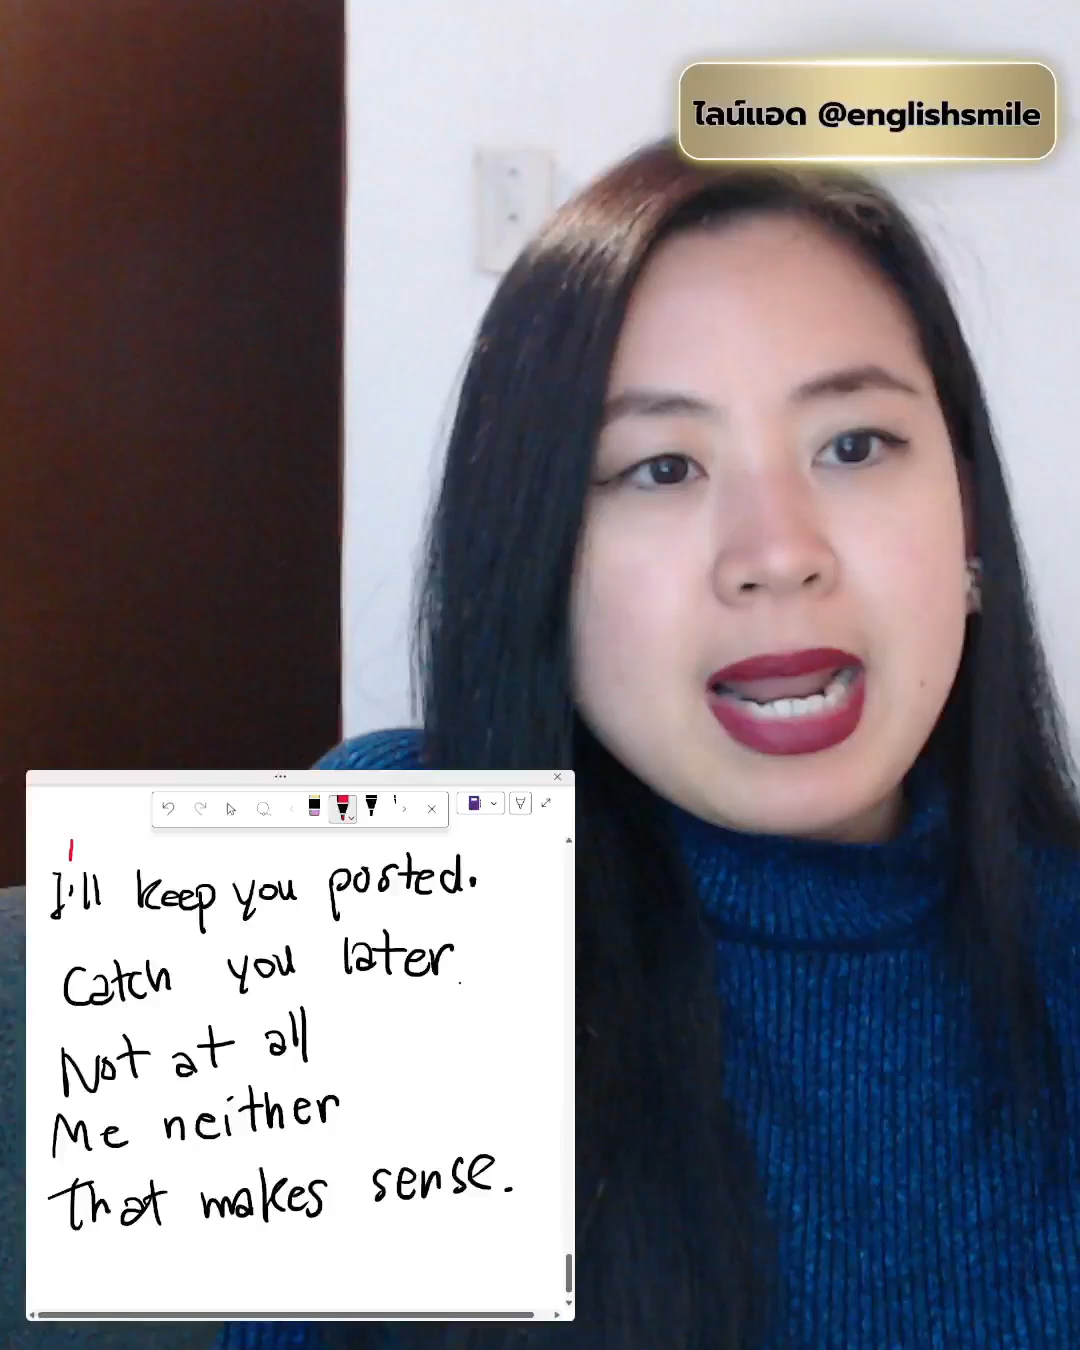 ไลน์แอด @englishsmile
I'll keep you posted.
Catch you later.
Not at all
Me neither
That makes sense.